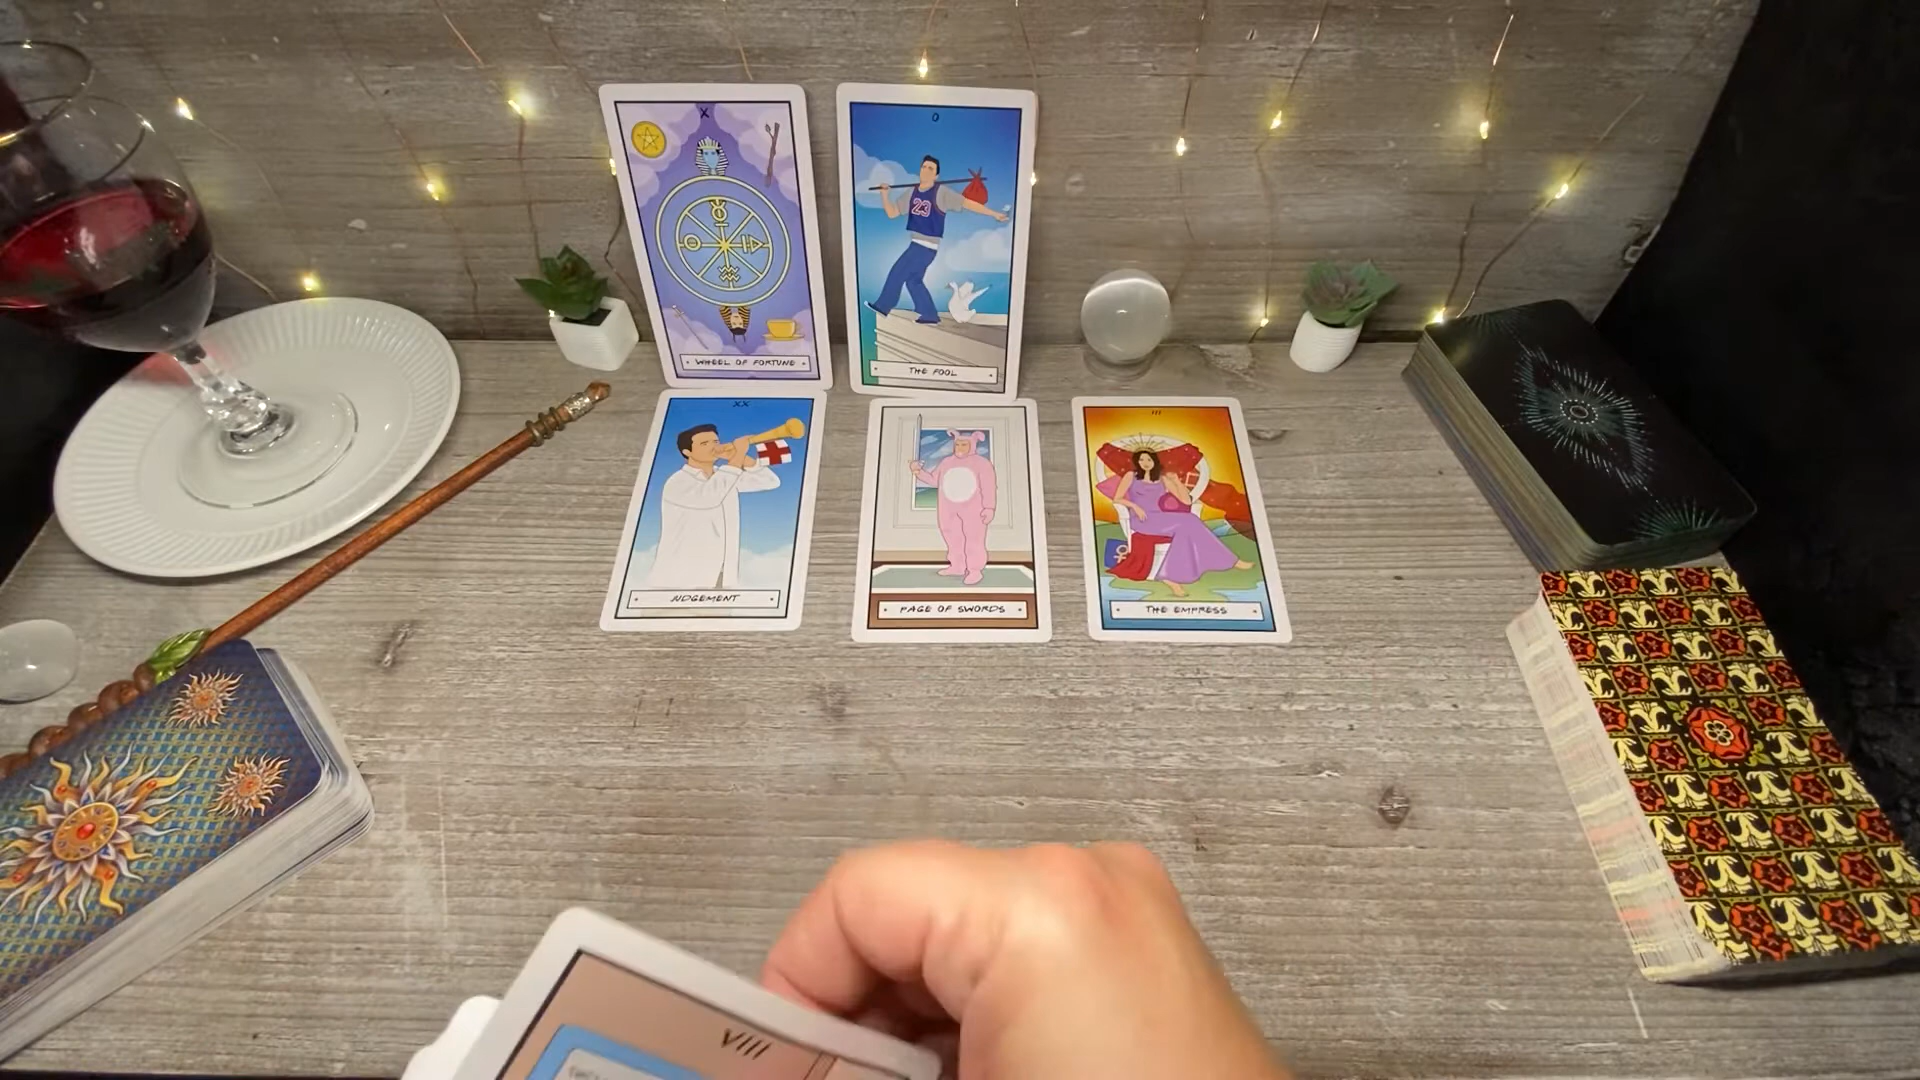 X
WHEEL OF FORTUNE
0
23
THE FOOL
XX
JUDGEMENT
PAGE OF SWORDS
III
THE EMPRESS
VIII